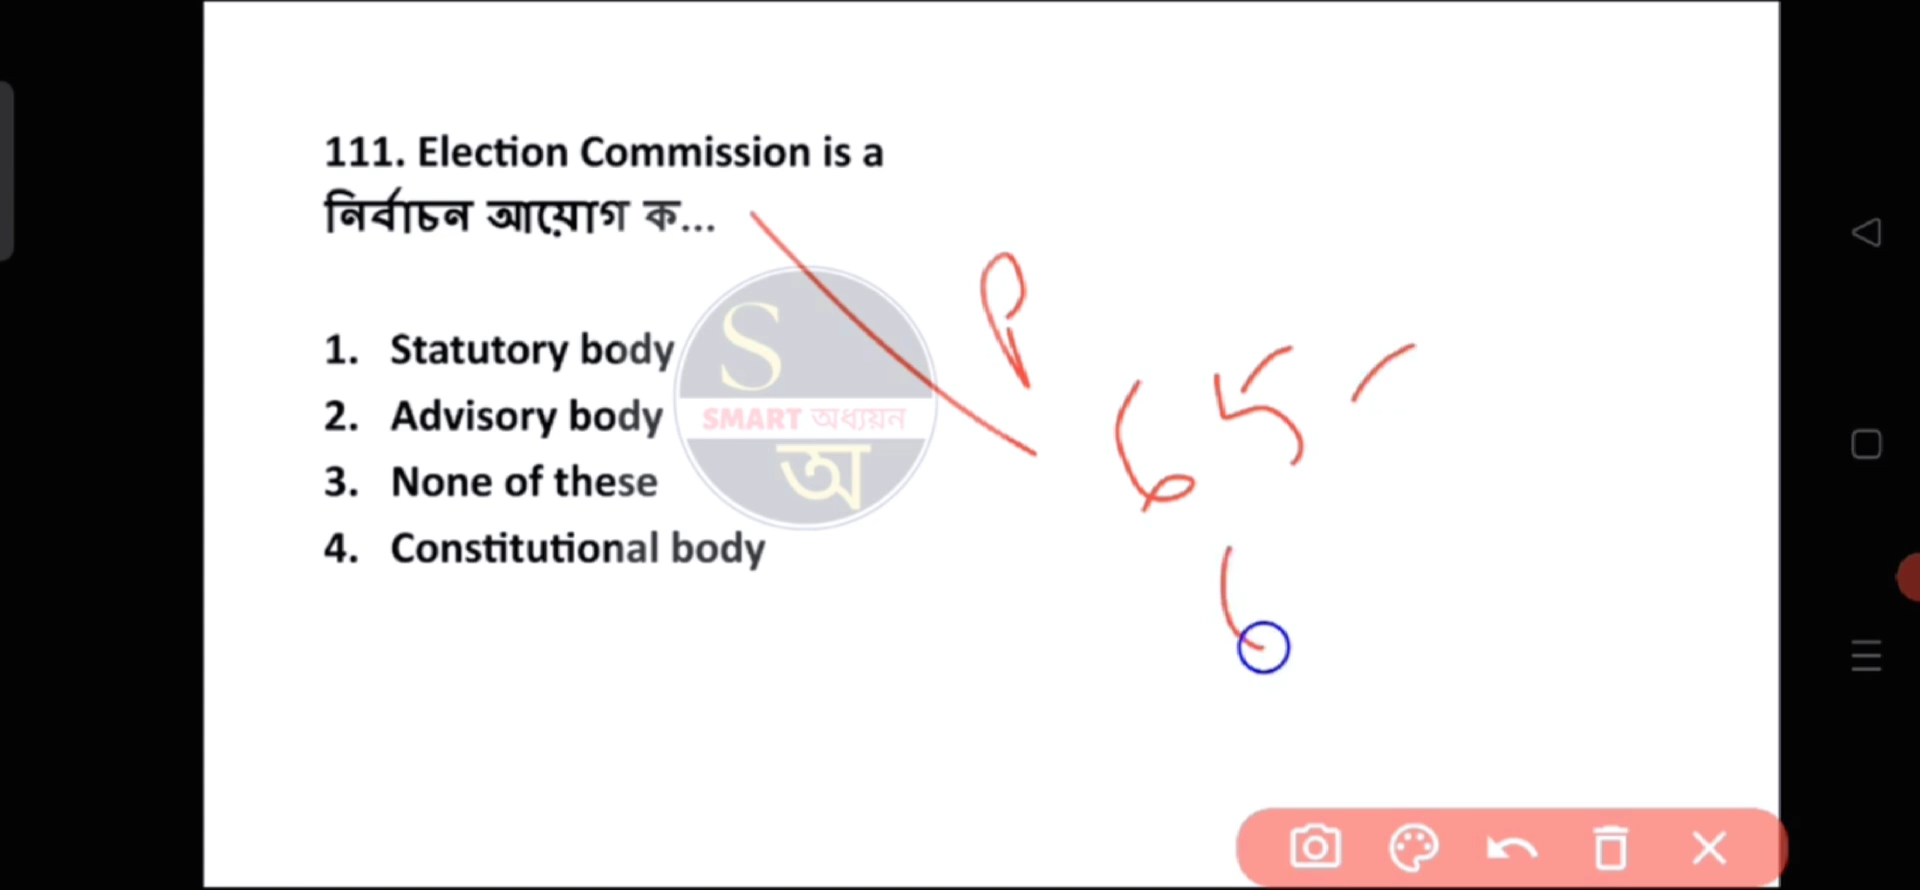 111. Election Commission is a
নির্বাচন আয়োগ ক...
1. Statutory body
2. Advisory body
3. None of these
4. Constitutional body
S
SMART অধ্যয়ন
অ
P
65
6